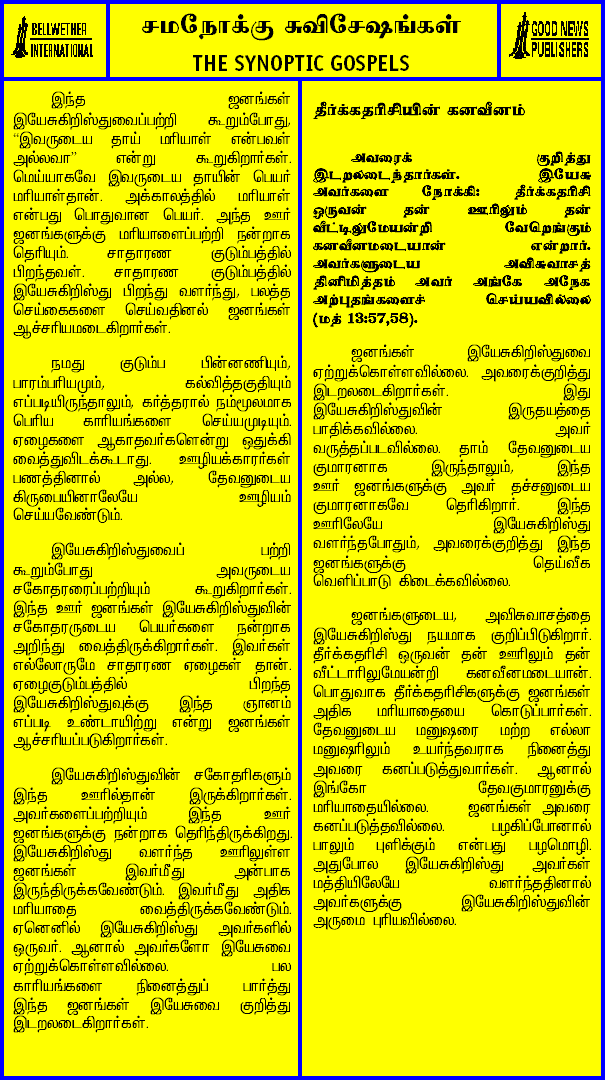 BELLWETHER
INTERNATIONAL
சமநோக்கு சுவிசேஷங்கள்
THE SYNOPTIC GOSPELS
GOOD NEWS
PUBLISHERS
இந்த ஜனங்கள்
இயேசுகிறிஸ்துவைப்பற்றி கூறும்போது,
“இவருடைய தாய் மரியாள் என்பவள்
அல்லவா” என்று கூறுகிறார்கள்.
மெய்யாகவே இவருடைய தாயின் பெயர்
மரியாள்தான். அக்காலத்தில் மரியாள்
என்பது பொதுவான பெயர். அந்த ஊர்
ஜனங்களுக்கு மரியாளைப்பற்றி நன்றாக
தெரியும். சாதாரண குடும்பத்தில்
பிறந்தவள். சாதாரண குடும்பத்தில்
இயேசுகிறிஸ்து பிறந்து வளர்ந்து, பலத்த
செய்கைகளை செய்வதினால் ஜனங்கள்
ஆச்சரியமடைகிறார்கள்.
நமது குடும்ப பின்னணியும்,
பாரம்பரியமும், கல்வித்தகுதியும்
எப்படியிருந்தாலும், கர்த்தரால் நம்மூலமாக
பெரிய காரியங்களை செய்யமுடியும்.
ஏழைகளை ஆகாதவர்களென்று ஒதுக்கி
வைத்துவிடக்கூடாது. ஊழியக்காரர்கள்
பணத்தினால் அல்ல, தேவனுடைய
கிருபையினாலேயே ஊழியம்
செய்யவேண்டும்.
இயேசுகிறிஸ்துவைப் பற்றி
கூறும்போது அவருடைய
சகோதரரைப்பற்றியும் கூறுகிறார்கள்.
இந்த ஊர் ஜனங்கள் இயேசுகிறிஸ்துவின்
சகோதரருடைய பெயர்களை நன்றாக
அறிந்து வைத்திருக்கிறார்கள். இவர்கள்
எல்லோருமே சாதாரண ஏழைகள் தான்.
ஏழைகுடும்பத்தில் பிறந்த
இயேசுகிறிஸ்துவுக்கு இந்த ஞானம்
எப்படி உண்டாயிற்று என்று ஜனங்கள்
ஆச்சரியப்படுகிறார்கள்.
இயேசுகிறிஸ்துவின் சகோதரிகளும்
இந்த ஊரில்தான் இருக்கிறார்கள்.
அவர்களைப்பற்றியும் இந்த ஊர்
ஜனங்களுக்கு நன்றாக தெரிந்திருக்கிறது.
இயேசுகிறிஸ்து வளர்ந்த ஊரிலுள்ள
ஜனங்கள் இவர்மீது அன்பாக
இருந்திருக்கவேண்டும். இவர்மீது அதிக
மரியாதை வைத்திருக்கவேண்டும்.
ஏனெனில் இயேசுகிறிஸ்து அவர்களில்
ஒருவர். ஆனால் அவர்களோ இயேசுவை
ஏற்றுக்கொள்ளவில்லை. பல
காரியங்களை நினைத்துப் பார்த்து
இந்த ஜனங்கள் இயேசுவை குறித்து
இடறலடைகிறார்கள்.
தீர்க்கதரிசியின் கனவீனம்
அவரைக் குறித்து
இடறலடைந்தார்கள். இயேசு
அவர்களை நோக்கி: தீர்க்கதரிசி
ஒருவன் தன் ஊரிலும் தன்
வீட்டிலுமேயன்றி வேறெங்கும்
கனவீனமடையான் என்றார்.
அவர்களுடைய அவிசுவாசத்
தினிமித்தம் அவர் அங்கே அநேக
அற்புதங்களைச் செய்யவில்லை
(மத் 13:57,58).
ஜனங்கள் இயேசுகிறிஸ்துவை
ஏற்றுக்கொள்ளவில்லை. அவரைக்குறித்து
இடறலடைகிறார்கள். இது
இயேசுகிறிஸ்துவின் இருதயத்தை
பாதிக்கவில்லை. அவர்
வருத்தப்படவில்லை. தாம் தேவனுடைய
குமாரனாக இருந்தாலும், இந்த
ஊர் ஜனங்களுக்கு அவர் தச்சனுடைய
குமாரனாகவே தெரிகிறார். இந்த
ஊரிலேயே இயேசுகிறிஸ்து
வளர்ந்தபோதும், அவரைக்குறித்து இந்த
ஜனங்களுக்கு தெய்வீக
வெளிப்பாடு கிடைக்கவில்லை.
ஜனங்களுடைய, அவிசுவாசத்தை
இயேசுகிறிஸ்து நயமாக குறிப்பிடுகிறார்.
தீர்க்கதரிசி ஒருவன் தன் ஊரிலும் தன்
வீட்டாரிலுமேயன்றி கனவீனமடையான்.
பொதுவாக தீர்க்கதரிசிகளுக்கு ஜனங்கள்
அதிக மரியாதையை கொடுப்பார்கள்.
தேவனுடைய மனுஷரை மற்ற எல்லா
மனுஷரிலும் உயர்ந்தவராக நினைத்து
அவரை கனப்படுத்துவார்கள். ஆனால்
இங்கோ தேவகுமாரனுக்கு
மரியாதையில்லை. ஜனங்கள் அவரை
கனப்படுத்தவில்லை. பழகிப்போனால்
பாலும் புளிக்கும் என்பது பழமொழி.
அதுபோல இயேசுகிறிஸ்து அவர்கள்
மத்தியிலேயே வளர்ந்ததினால்
அவர்களுக்கு இயேசுகிறிஸ்துவின்
அருமை புரியவில்லை.